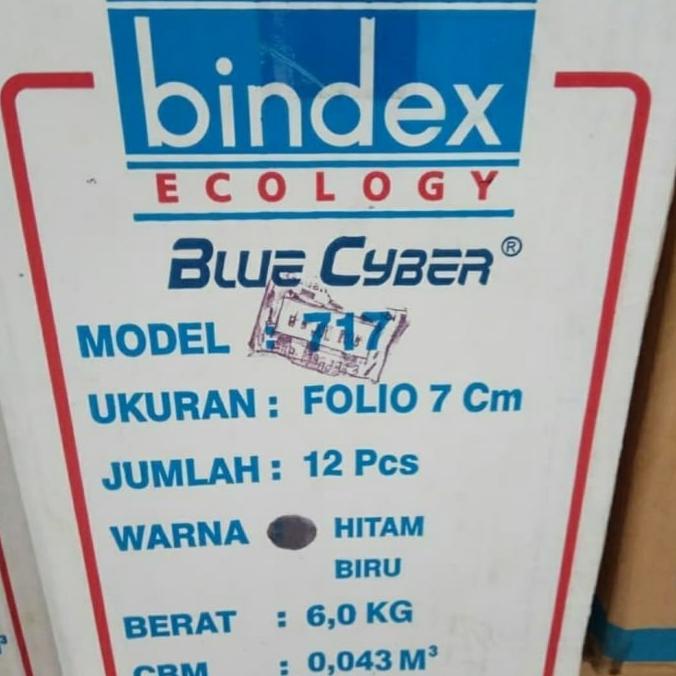 bindex
ECOLOGY
BLUE CYBER®
MODEL : 717
UKURAN : FOLIO 7 Cm
JUMLAH : 12 Pcs
WARNA HITAM
BIRU
BERAT : 6,0 KG
CBM : 0,043 M³